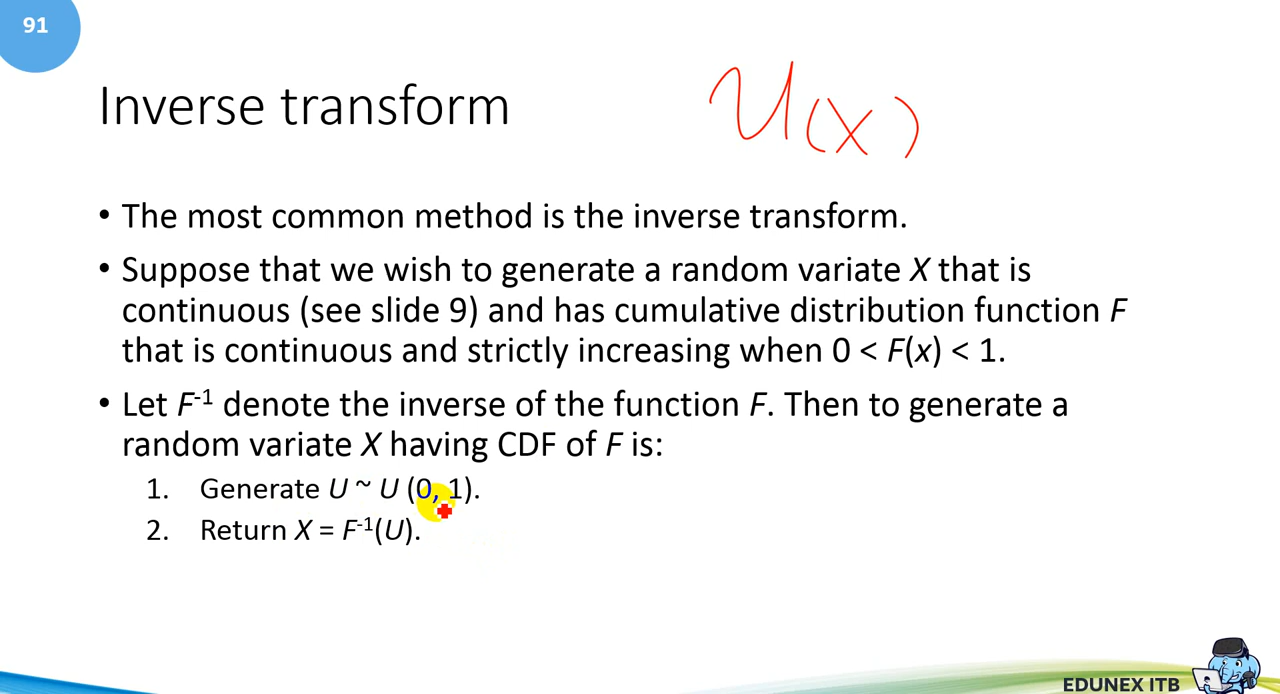 91
Inverse transform
U(x)
• The most common method is the inverse transform.
• Suppose that we wish to generate a random variate X that is
continuous (see slide 9) and has cumulative distribution function F
that is continuous and strictly increasing when 0 < F(x) < 1.
• Let F⁻¹ denote the inverse of the function F. Then to generate a
random variate X having CDF of F is:
1. Generate U ~ U (0, 1).
2. Return X = F⁻¹(U).
EDUNEX ITB